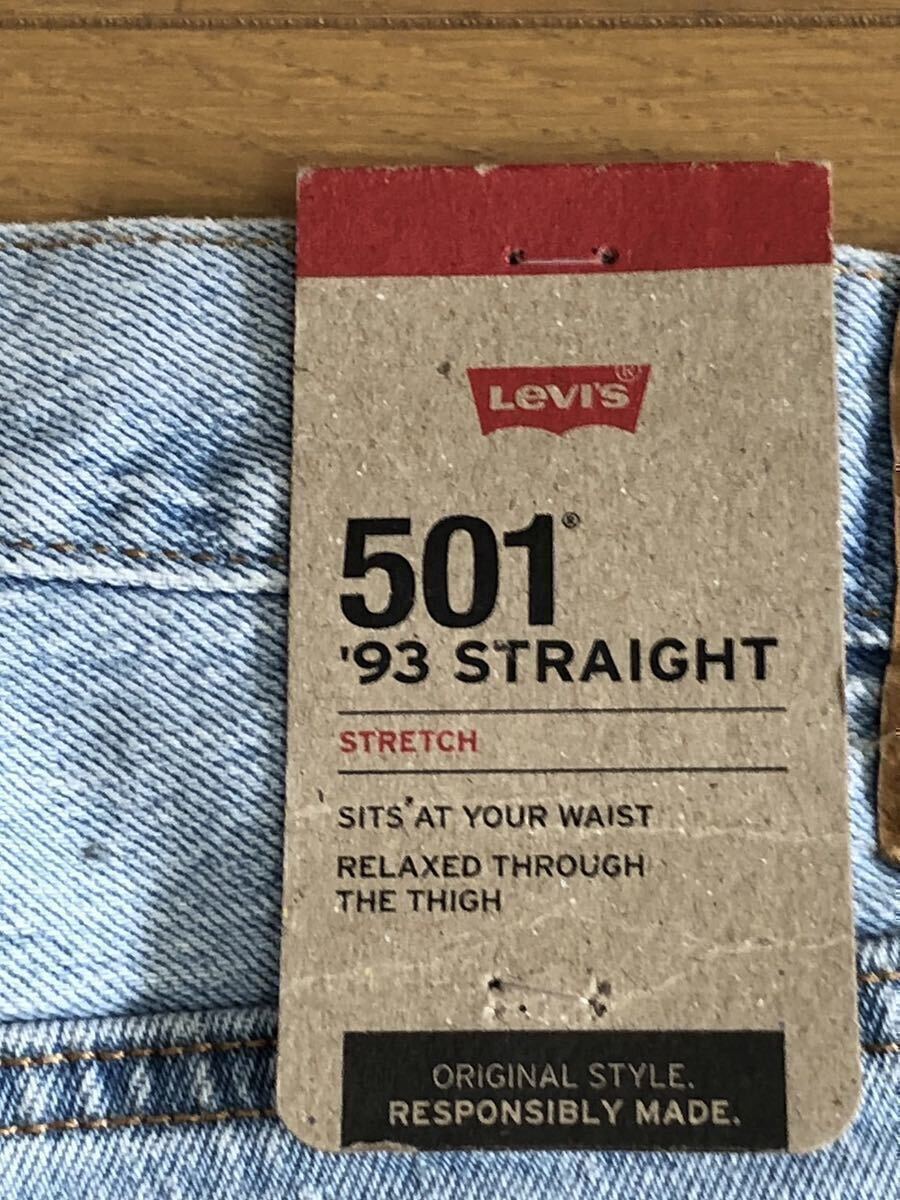 LEVI'S®
501®
'93 STRAIGHT
STRETCH
SITS AT YOUR WAIST
RELAXED THROUGH
THE THIGH
ORIGINAL STYLE.
RESPONSIBLY MADE.